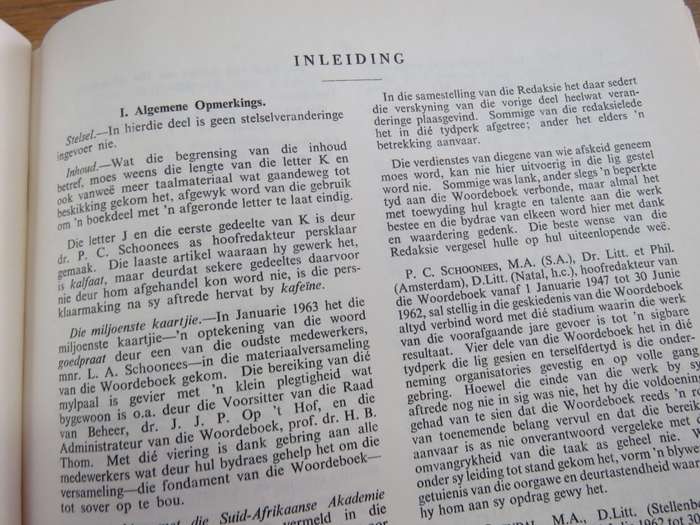 INLEIDING
I. Algemene Opmerkings.
Stelsel.—In hierdie deel is geen stelselveranderinge
ingevoer nie.
Inhoud.—Wat die begrensing van die inhoud
betref, moes weens die lengte van die letter K en
ook vanweë meer taalmateriaal wat gaandeweg tot
beskikking gekom het, afgewyk word van die gebruik
om 'n boekdeel met 'n afgeronde letter te laat eindig.
Die letter J en die eerste gedeelte van K is deur
dr. P. C. Schoonees as hoofredakteur persklaar
gemaak. Die laaste artikel waaraan hy gewerk het,
is kalfaat, maar deurdat sekere gedeeltes daarvoor
nie deur hom afgehandel kon word nie, is die pers-
klaarmaking na sy aftrede hervat by kafeïne.
Die miljoenste kaartjie.—In Januarie 1963 het die
miljoenste kaartjie—'n optekening van die woord
goedpraat deur een van die oudste medewerkers,
mnr. L. A. Schoonees—in die materiaalversameling
van die Woordeboek gekom. Die bereiking van dié
mylpaal is gevier met 'n klein plegtigheid wat
bygewoon is o.a. deur die Voorsitter van die Raad
van Beheer, dr. J. J. P. Op 't Hof, en die
Administrateur van die Woordeboek, prof. dr. H. B.
Thom. Met dié viering is dank gebring aan alle
medewerkers wat deur hul bydraes gehelp het om die
versameling—die fondament van die Woordeboek—
tot sover op te bou.
met die Suid-Afrikaanse Akademie
vermeld in die
In die samestelling van die Redaksie het daar sedert
die verskyning van die vorige deel heelwat veran-
deringe plaasgevind. Sommige van die redaksielede
het in dié tydperk afgetree; ander het elders 'n
betrekking aanvaar.
Die verdienstes van diegene van wie afskeid geneem
moes word, kan nie hier uitvoerig in die lig gestel
word nie. Sommige was lank, ander slegs 'n beperkte
tyd aan die Woordeboek verbonde, maar almal het
met toewyding hul kragte en talente aan die werk
bestee en die bydrae van elkeen word hier met dank
en waardering gedenk. Die beste wense van die
Redaksie vergesel hulle op hul uiteenlopende weë.
P. C. SCHOONEES, M.A. (S.A.), Dr. Litt. et Phil.
(Amsterdam), D.Litt. (Natal, h.c.), hoofredakteur van
die Woordeboek vanaf 1 Januarie 1947 tot 30 Junie
1962, sal stellig in die geskiedenis van die Woordeboek
altyd verbind word met dié stadium waarin die werk
van die voorafgaande jare gevoer is tot 'n sigbare
resultaat. Vier dele van die Woordeboek het in dié
tydperk die lig gesien en terselfdertyd is die onder-
neming organisatories gevestig en op volle gang
gebring. Hoewel die einde van die werk by sy
aftrede nog nie in sig was nie, het hy die voldoening
gehad van te sien dat die Woordeboek reeds 'n ro
van toenemende belang vervul en dat die bereik
aanvaar is as nie onverantwoord vergeleke met d
omvangrykheid van die taak as geheel nie. W
onder sy leiding tot stand gekom het, vorm 'n blywen
getuienis van die oorgawe en deurtastendheid waar
hy hom aan sy opdrag gewy het.
DAL, M.A., D.Litt. (Stellenb